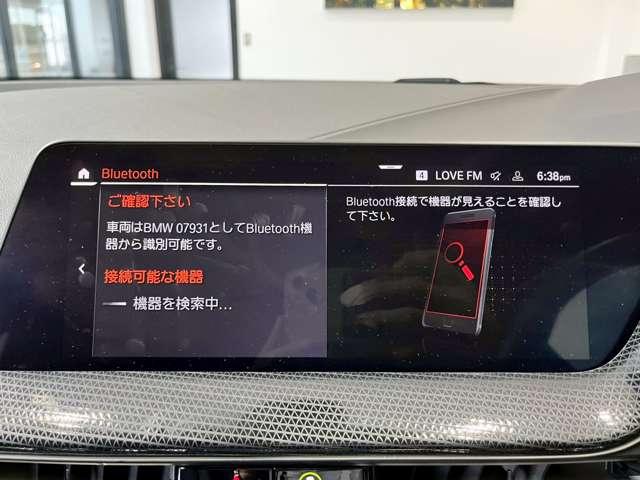 Bluetooth
4 LOVE FM 6:38pm
ご確認下さい
車両はBMW 07931としてBluetooth機
器から識別可能です。
接続可能な機器
機器を検索中...
Bluetooth接続で機器が見えることを確認し
て下さい。